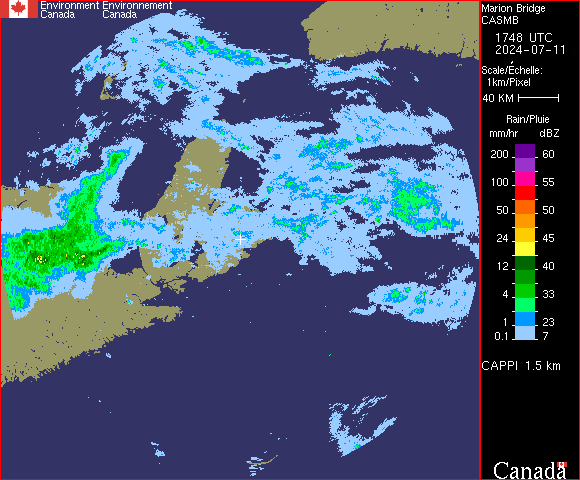 Environment Environnement
Canada Canada
Marion Bridge
CASMB
1748 UTC
2024-07-11
Scale/Échelle:
1km/Pixel
40 KM
Rain/Pluie
mm/hr dBZ
200 60
100 55
50 50
24 45
12 40
4 33
1 23
0.1 7
CAPPI 1.5 km
Canada